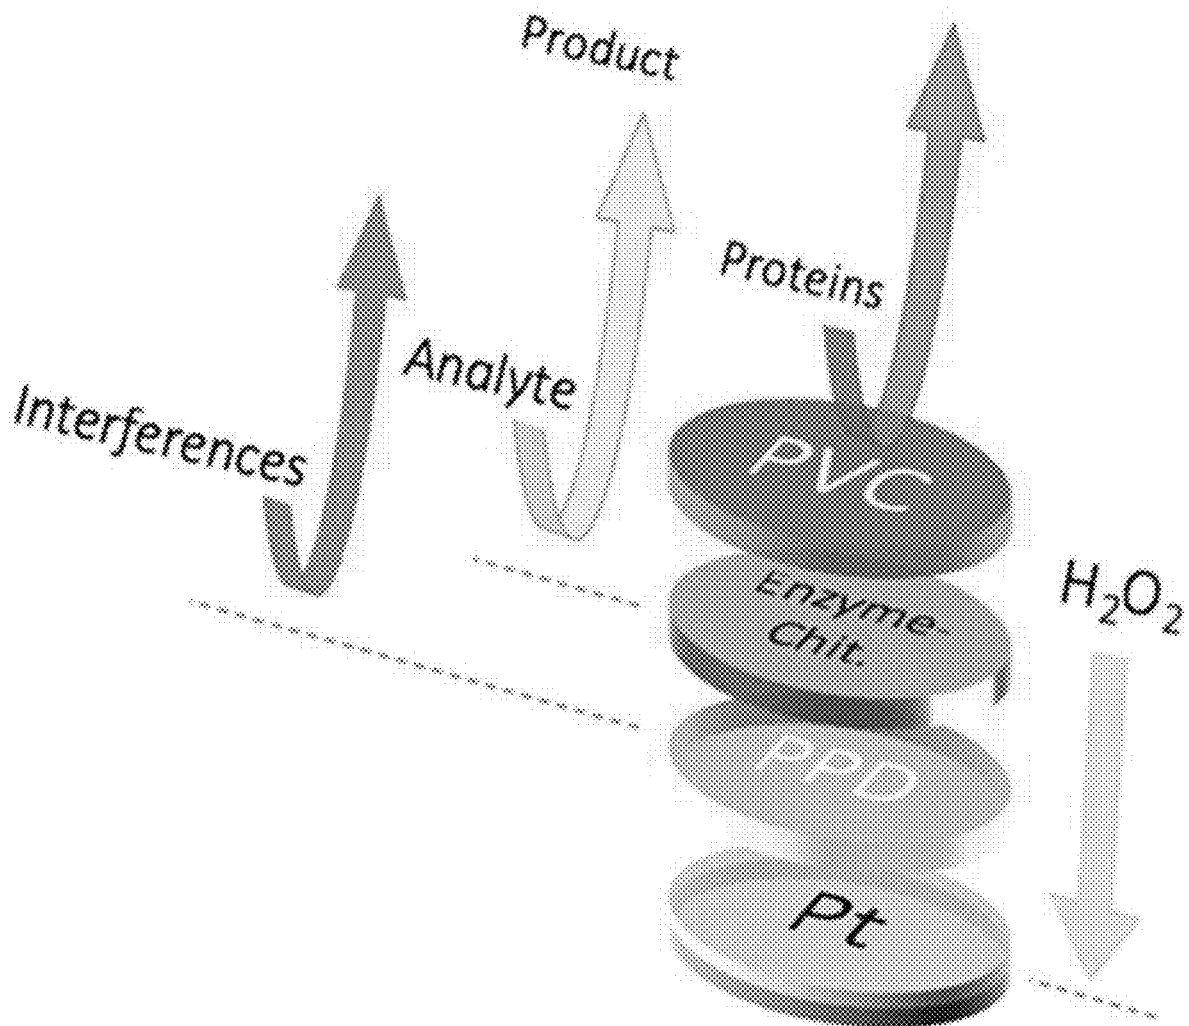 Product
Proteins
Analyte
Interferences
PVC
Enzyme-
Chit.
H₂O₂
PPD
Pt